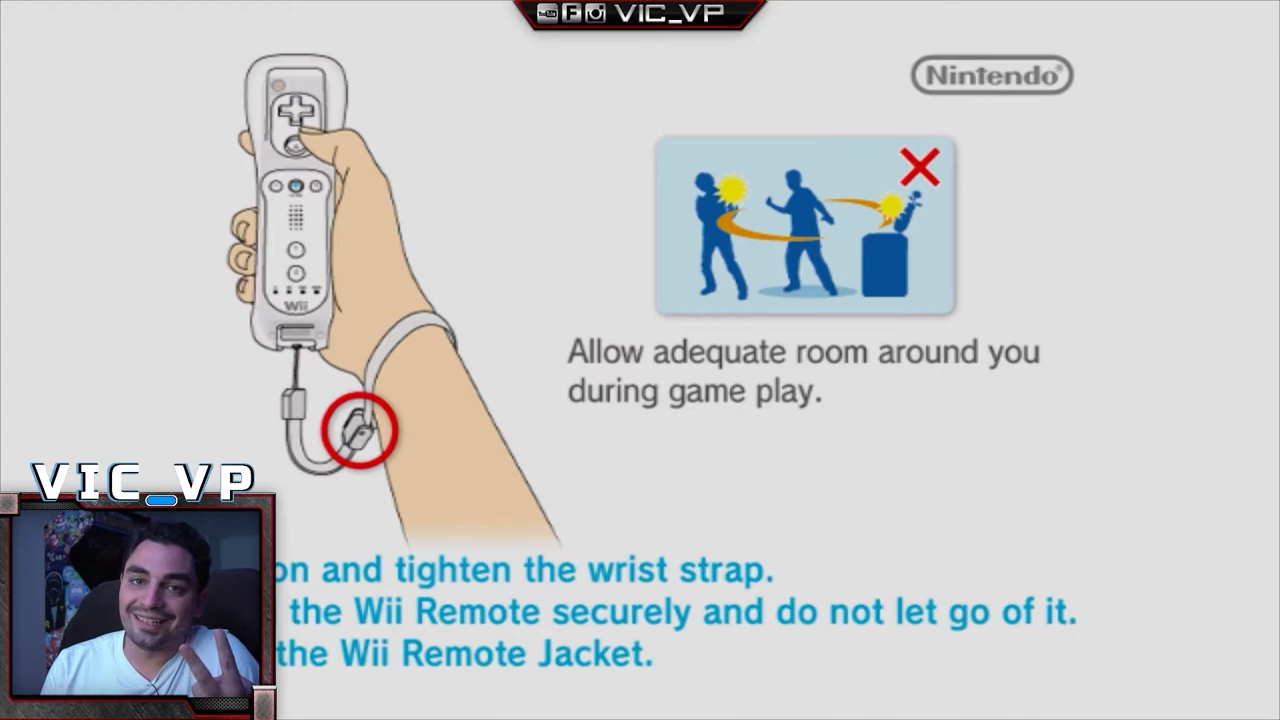 VIC_VP
Nintendo®
Wii
Allow adequate room around you
during game play.
VIC_VP
on and tighten the wrist strap.
the Wii Remote securely and do not let go of it.
the Wii Remote Jacket.